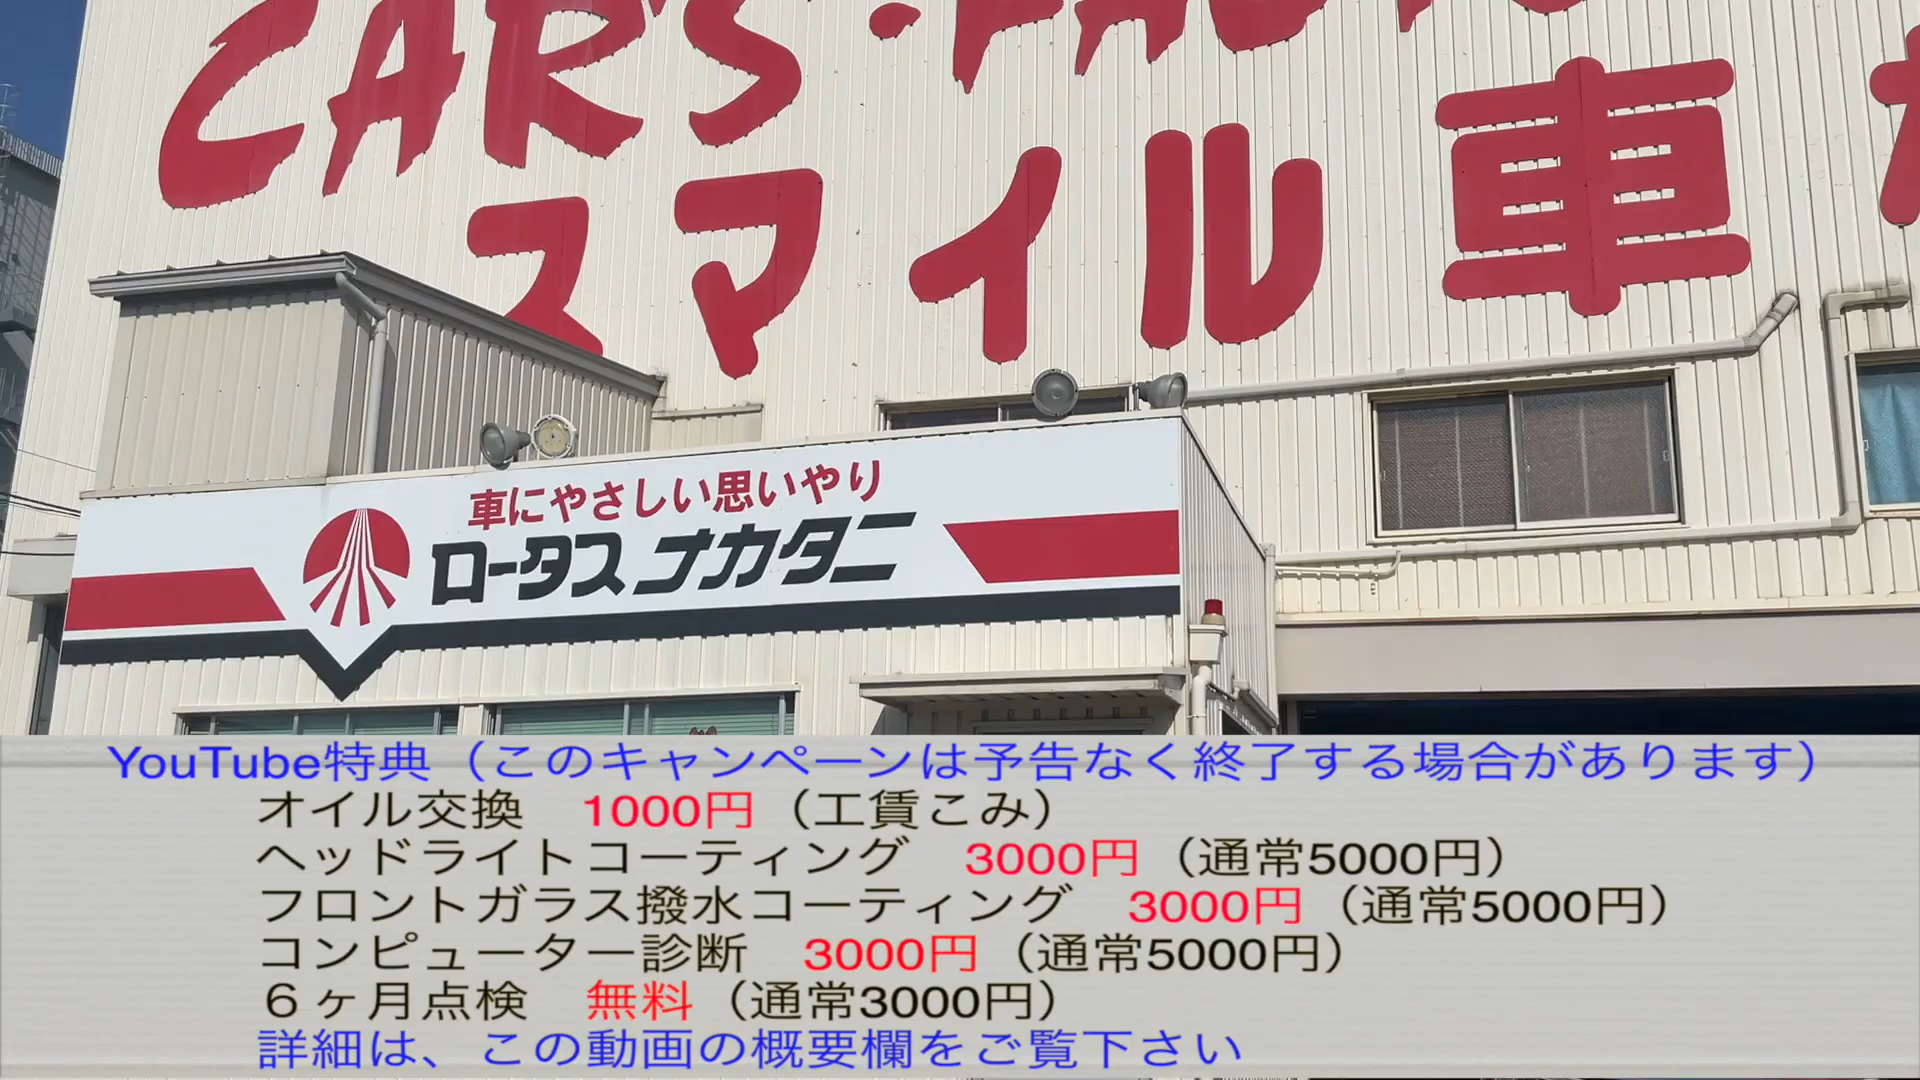 CAR'S・FACTO
スマイル車
車にやさしい思いやり
ロータスナカタニ
YouTube特典（このキャンペーンは予告なく終了する場合があります）
オイル交換　1000円（工賃こみ）
ヘッドライトコーティング　3000円（通常5000円）
フロントガラス撥水コーティング　3000円（通常5000円）
コンピューター診断　3000円（通常5000円）
６ヶ月点検　無料（通常3000円）
詳細は、この動画の概要欄をご覧下さい